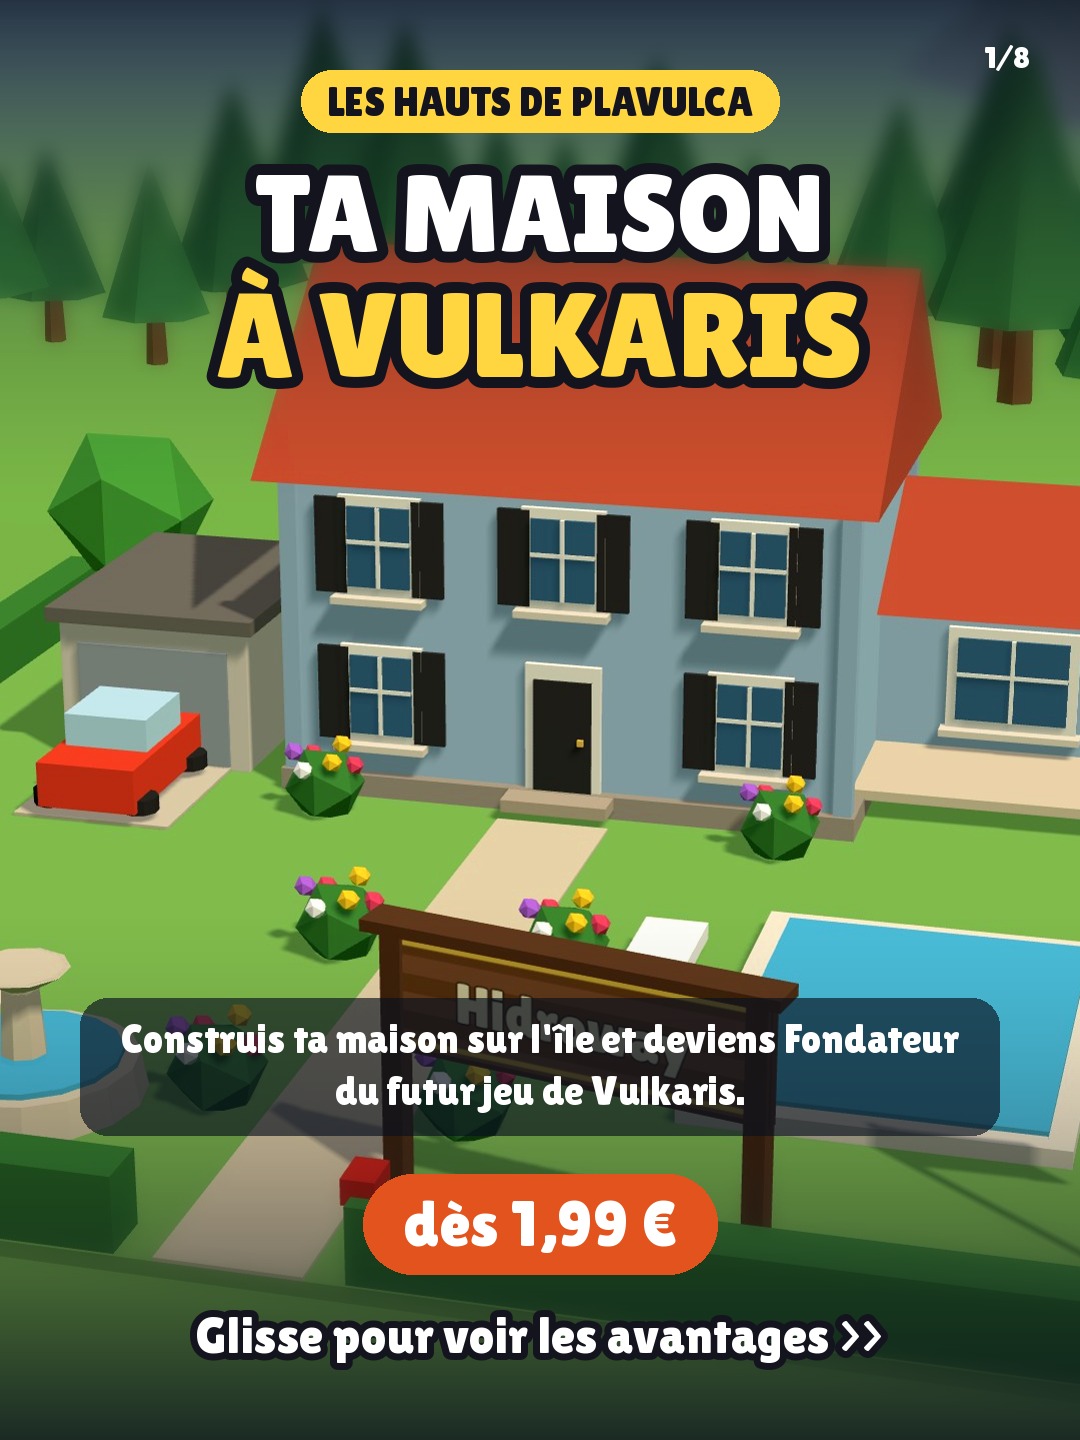 1/8
LES HAUTS DE PLAVULCA
TA MAISON
À VULKARIS
Construis ta maison sur l'île et deviens Fondateur
du futur jeu de Vulkaris.
dès 1,99 €
Glisse pour voir les avantages >>